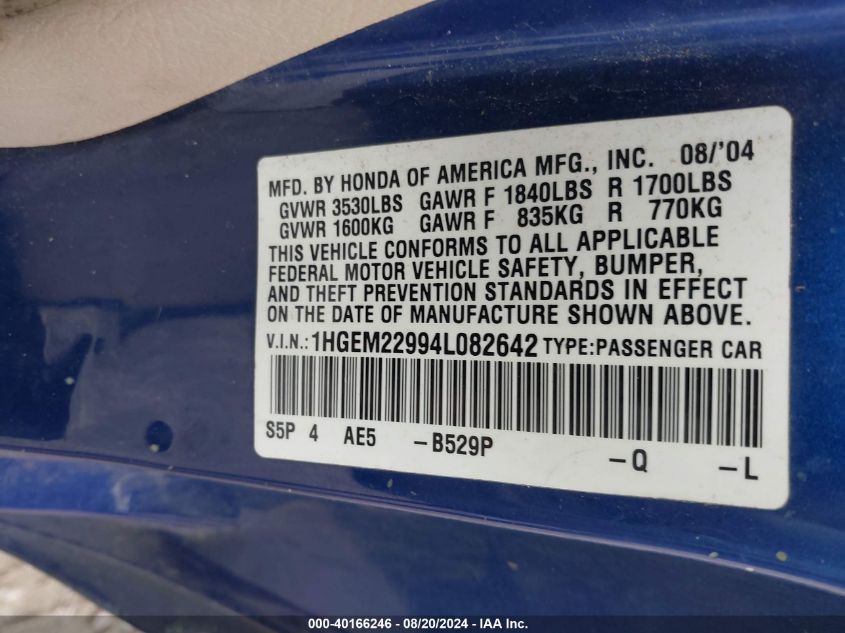 MFD. BY HONDA OF AMERICA MFG., INC. 08/'04
GVWR 3530LBS GAWR F 1840LBS R 1700LBS
GVWR 1600KG GAWR F 835KG R 770KG
THIS VEHICLE CONFORMS TO ALL APPLICABLE
FEDERAL MOTOR VEHICLE SAFETY, BUMPER,
AND THEFT PREVENTION STANDARDS IN EFFECT
ON THE DATE OF MANUFACTURE SHOWN ABOVE.
V.I.N.:1HGEM22994L082642 TYPE:PASSENGER CAR
S5P 4 AE5 -B529P -Q -L
000-40166246 - 08/20/2024 - IAA Inc.